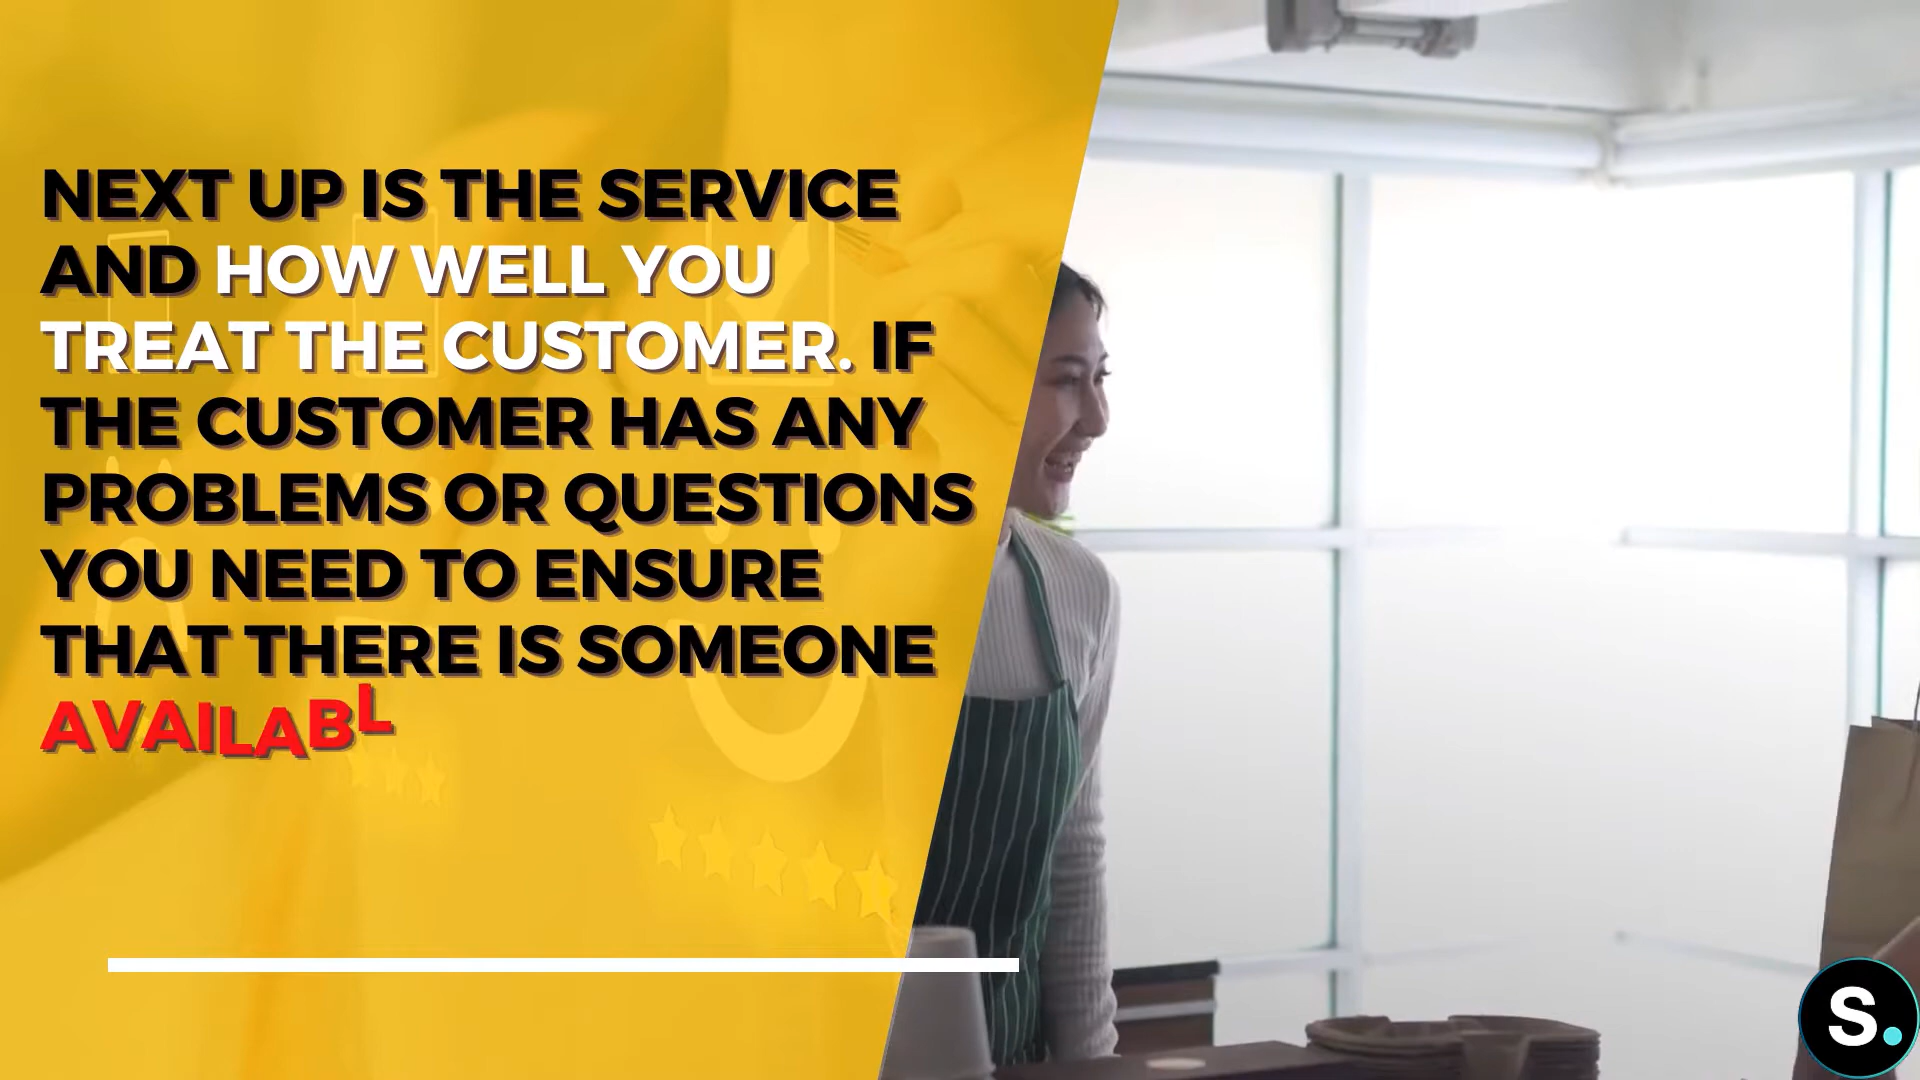 NEXT UP IS THE SERVICE
AND HOW WELL YOU
TREAT THE CUSTOMER. IF
THE CUSTOMER HAS ANY
PROBLEMS OR QUESTIONS
YOU NEED TO ENSURE
THAT THERE IS SOMEONE
AVAILABL
S.